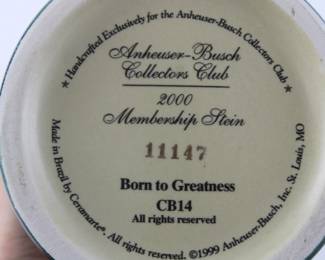 ★ Handcrafted Exclusively for the Anheuser-Busch Collectors Club ★
Anheuser-Busch
Collectors Club
2000
Membership Stein
11147
Born to Greatness
CB14
All rights reserved
Made in Brazil by Ceramarte®. All rights reserved. ©1999 Anheuser-Busch, Inc. St. Louis, MO